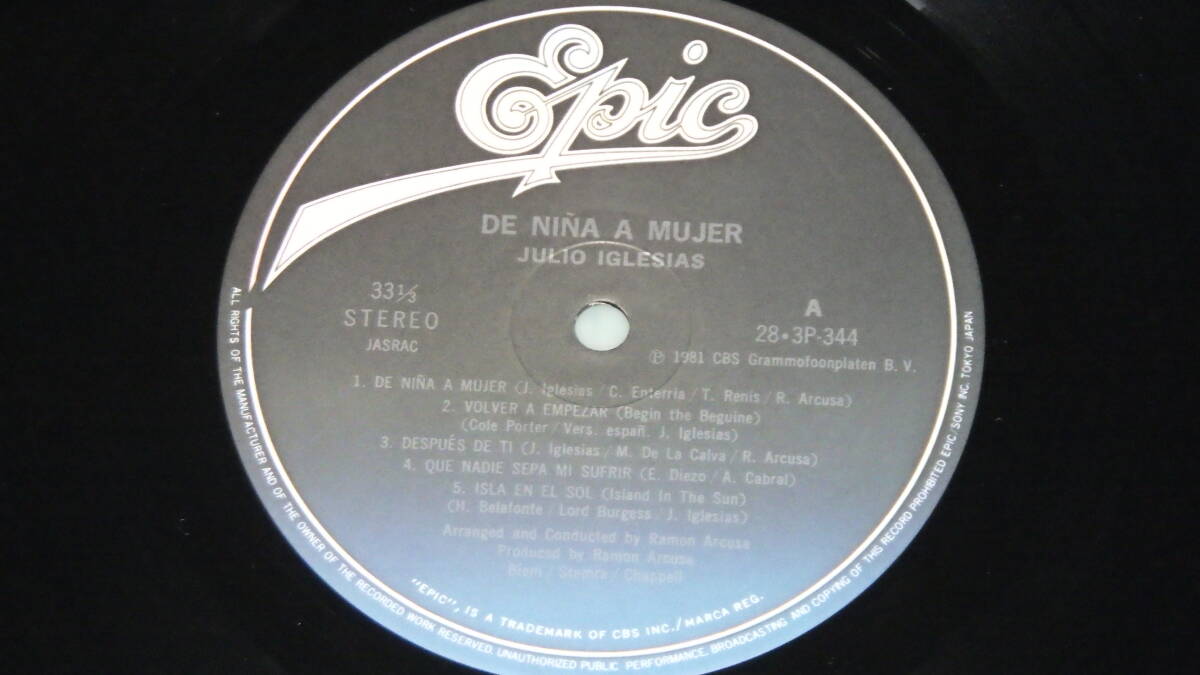 Epic
DE NIÑA A MUJER
JULIO IGLESIAS
33⅓
STEREO
JASRAC
A
28・3P-344
Ⓟ 1981 CBS Grammofoonplaten B. V.
1. DE NIÑA A MUJER (J. Iglesias / C. Enterria / T. Renis / R. Arcusa)
2. VOLVER A EMPEZAR (Begin the Beguine)
(Cole Porter / Vers. españ. J. Iglesias)
3. DESPUÉS DE TI (J. Iglesias / M. De La Calva / R. Arcusa)
4. QUE NADIE SEPA MI SUFRIR (E. Diezo / A. Cabral)
5. ISLA EN EL SOL (Island In The Sun)
(H. Belafonte / Lord Burgess / J. Iglesias)
Arranged and Conducted by Ramon Arcusa
Produced by Ramon Arcusa
Biem / Stemra / Chappell
"EPIC", IS A TRADEMARK OF CBS INC./MARCA REG.
ALL RIGHTS OF THE MANUFACTURER AND OF THE OWNER OF THE RECORDED WORK RESERVED. UNAUTHORIZED PUBLIC PERFORMANCE, BROADCASTING AND COPYING OF THIS RECORD PROHIBITED EPIC/SONY INC. TOKYO JAPAN